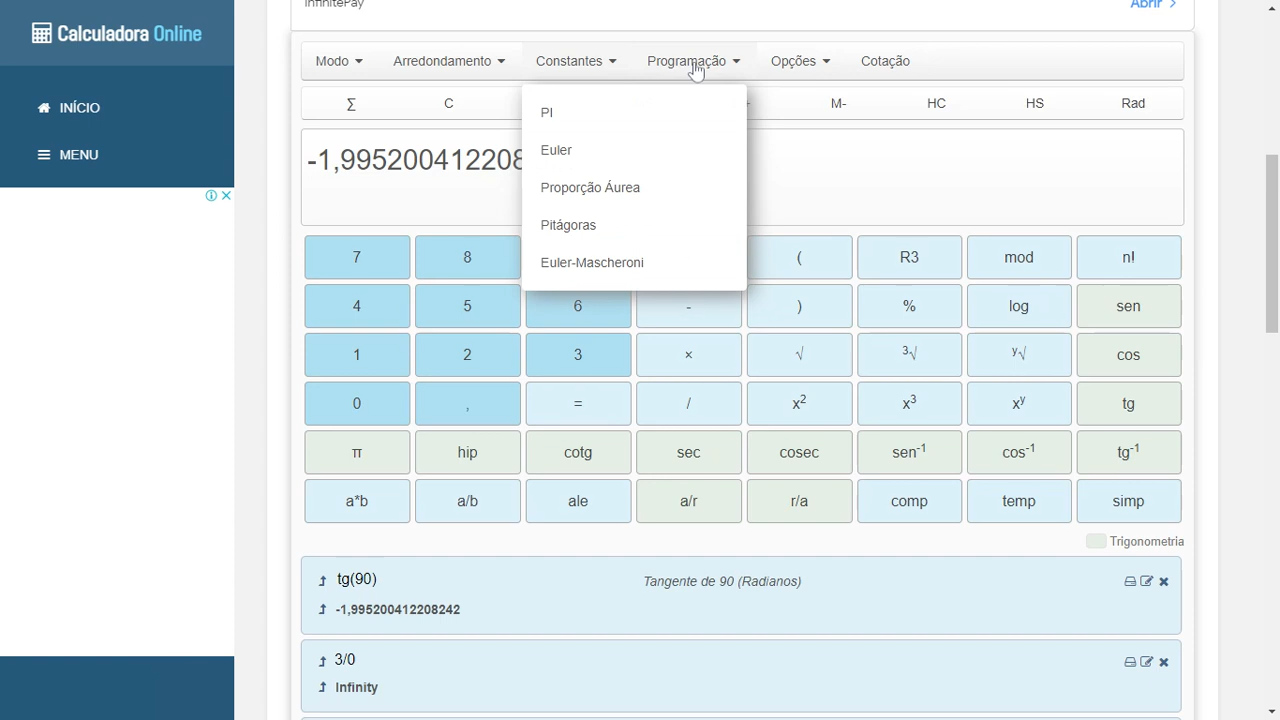 InfinitePay
Abrir
Calculadora Online
INÍCIO
MENU
Modo Arredondamento Constantes Programação Opções Cotação
∑ C M- HC HS Rad
PI
Euler
Proporção Áurea
Pitágoras
Euler-Mascheroni
-1,995200412208
7 8 ( R3 mod n!
4 5 6 - ) % log sen
1 2 3 × √ ³√ ʸ√ cos
0 , = / x² x³ xʸ tg
π hip cotg sec cosec sen⁻¹ cos⁻¹ tg⁻¹
a*b a/b ale a/r r/a comp temp simp
Trigonometria
tg(90) Tangente de 90 (Radianos)
-1,995200412208242
3/0
Infinity